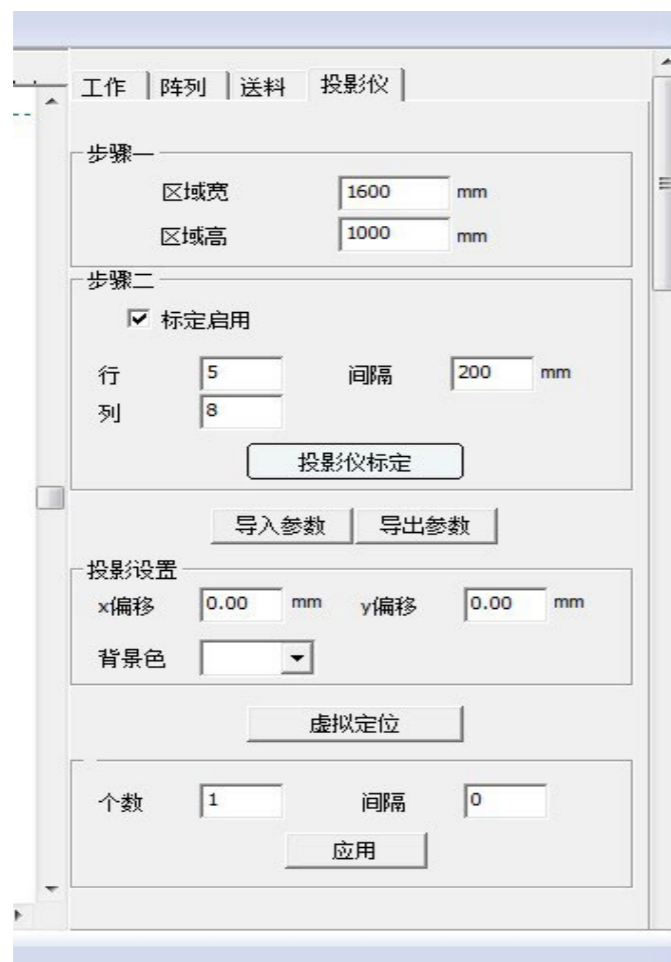 工作 阵列 送料 投影仪
步骤一
区域宽 1600 mm
区域高 1000 mm
步骤二
标定启用
行 5 间隔 200 mm
列 8
投影仪标定
导入参数 导出参数
投影设置
x偏移 0.00 mm y偏移 0.00 mm
背景色
虚拟定位
个数 1 间隔 0
应用